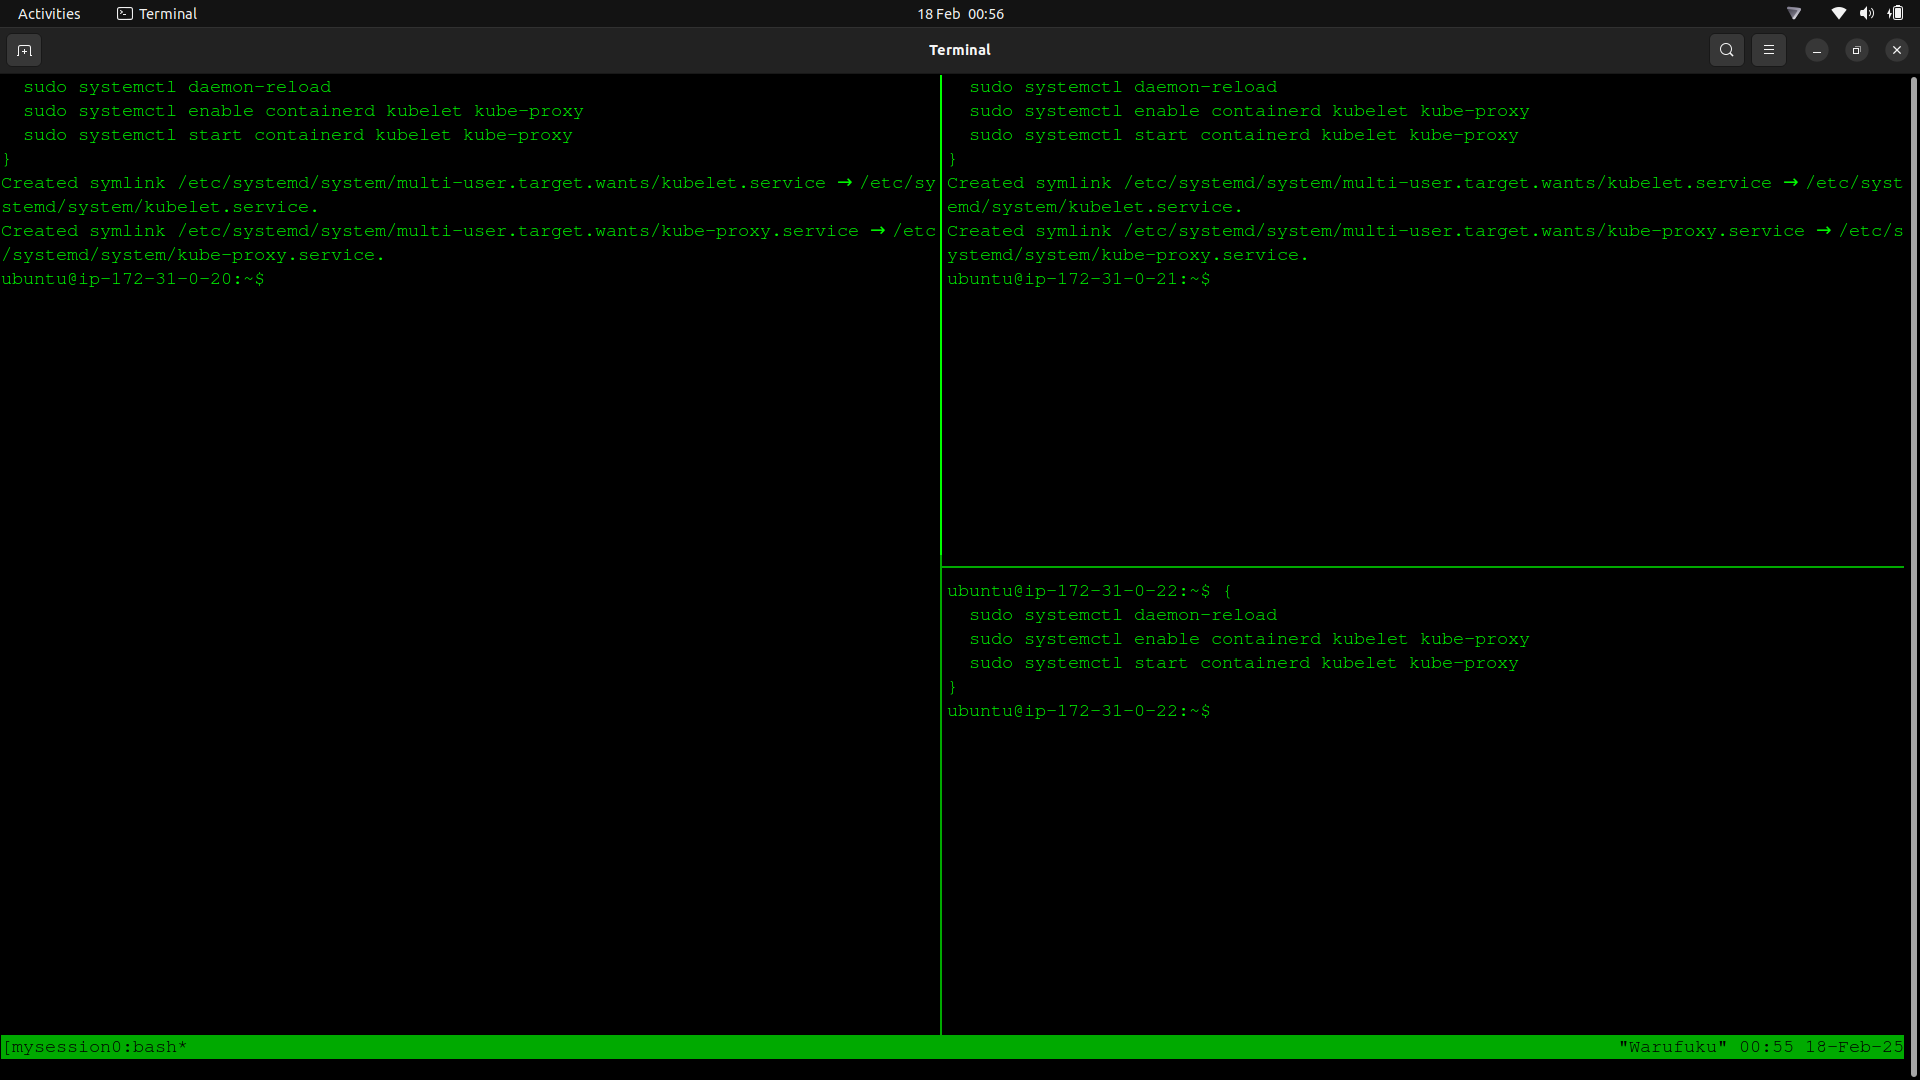 Activities Terminal 18 Feb 00:56
Terminal
sudo systemctl daemon-reload
sudo systemctl enable containerd kubelet kube-proxy
sudo systemctl start containerd kubelet kube-proxy
}
Created symlink /etc/systemd/system/multi-user.target.wants/kubelet.service → /etc/sy
stemd/system/kubelet.service.
Created symlink /etc/systemd/system/multi-user.target.wants/kube-proxy.service → /etc
/systemd/system/kube-proxy.service.
ubuntu@ip-172-31-0-20:~$
sudo systemctl daemon-reload
sudo systemctl enable containerd kubelet kube-proxy
sudo systemctl start containerd kubelet kube-proxy
}
Created symlink /etc/systemd/system/multi-user.target.wants/kubelet.service → /etc/syst
emd/system/kubelet.service.
Created symlink /etc/systemd/system/multi-user.target.wants/kube-proxy.service → /etc/s
ystemd/system/kube-proxy.service.
ubuntu@ip-172-31-0-21:~$
ubuntu@ip-172-31-0-22:~$ {
sudo systemctl daemon-reload
sudo systemctl enable containerd kubelet kube-proxy
sudo systemctl start containerd kubelet kube-proxy
}
ubuntu@ip-172-31-0-22:~$
[mysession0:bash* "Warufuku" 00:55 18-Feb-25